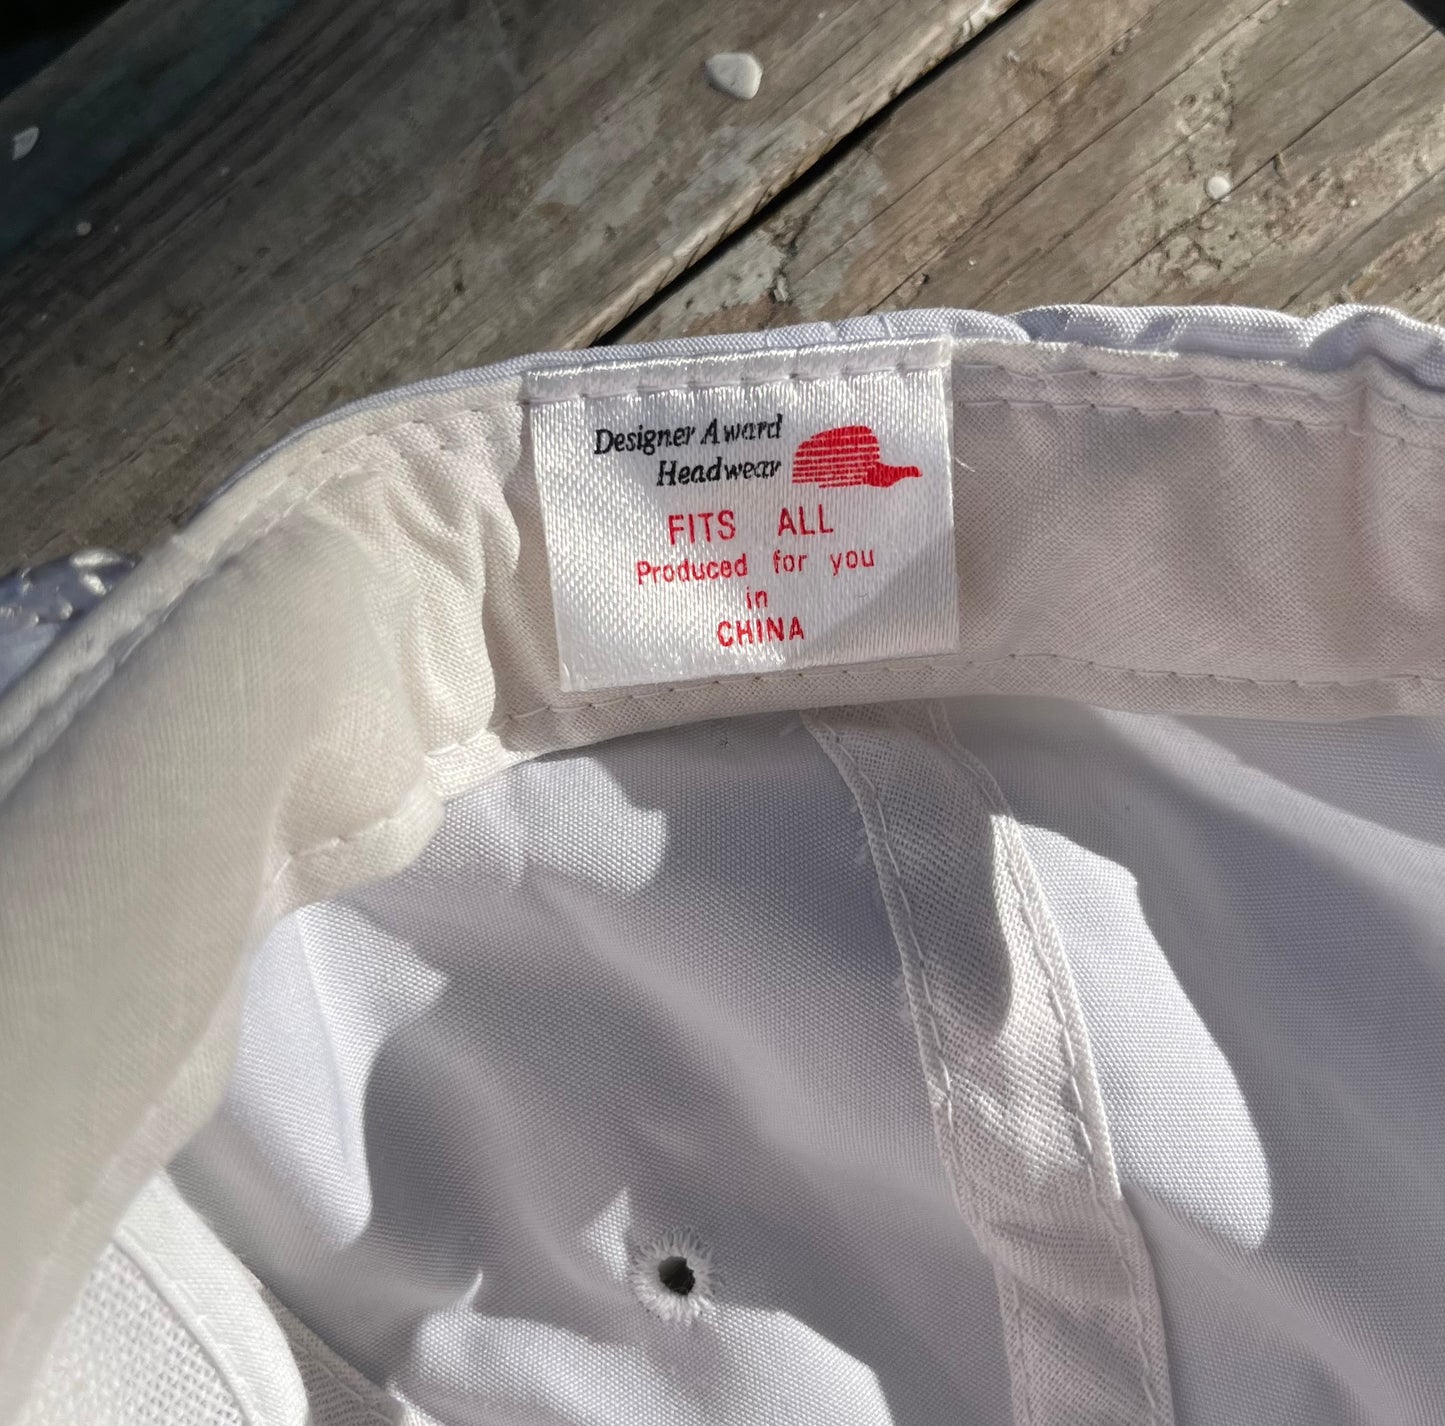 Designer Award
Headwear
FITS ALL
Produced for you
in
CHINA